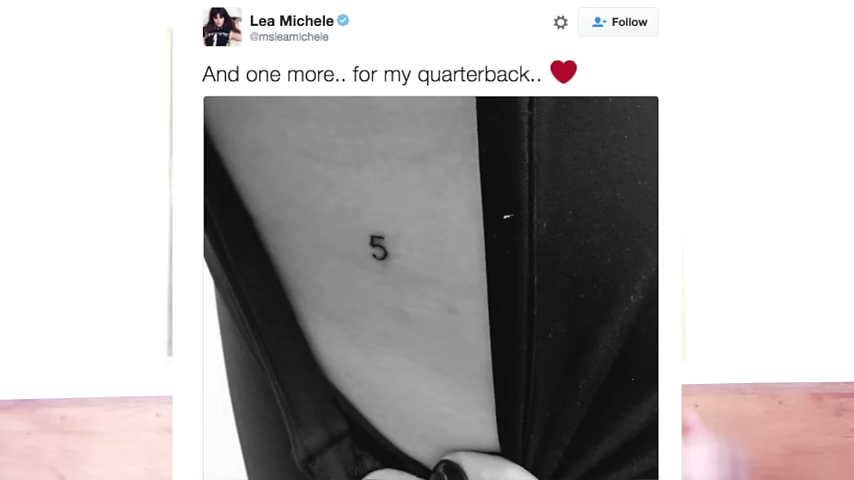 Lea Michele
@msleamichele
Follow
And one more.. for my quarterback.. ❤
5